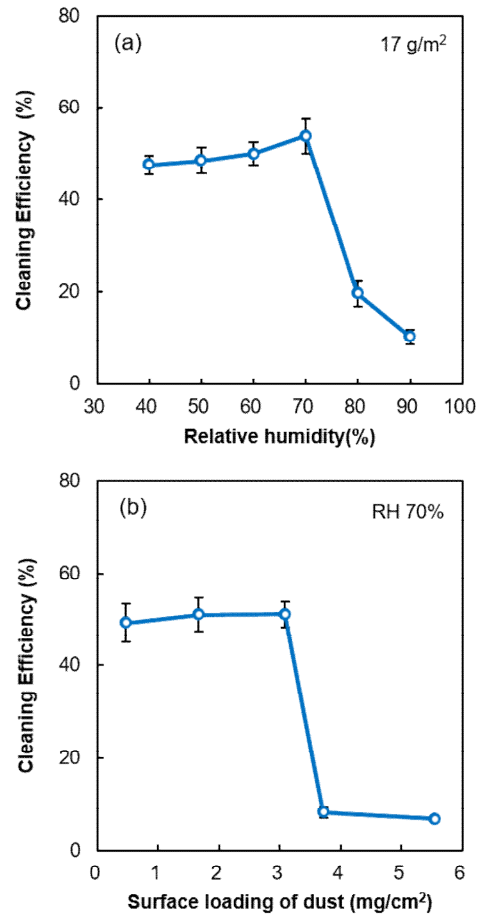 80
(a)
17 g/m²
60
40
20
0
30 40 50 60 70 80 90 100
Cleaning Efficiency (%)
Relative humidity(%)
80
(b)
RH 70%
60
40
20
0
0 1 2 3 4 5 6
Cleaning Efficiency (%)
Surface loading of dust (mg/cm²)